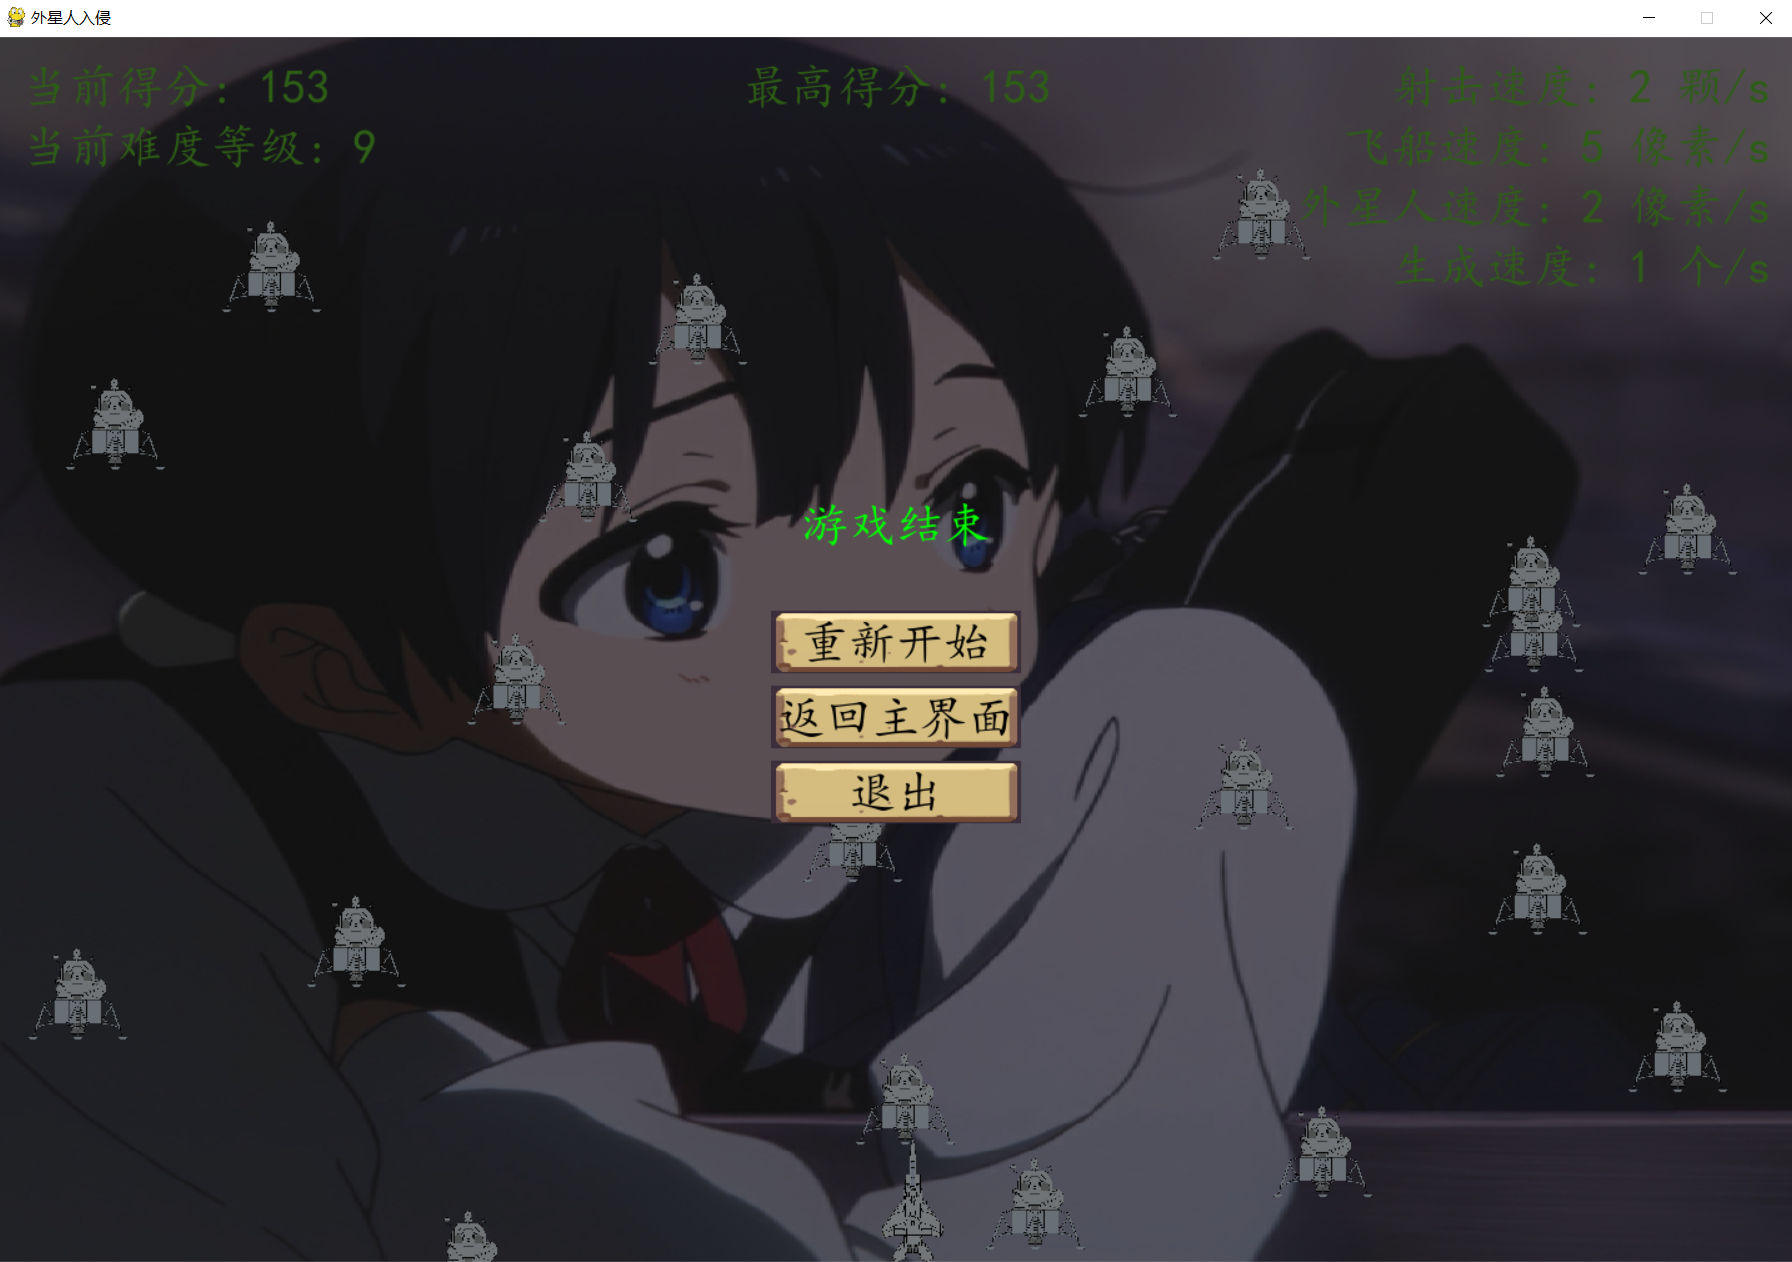 外星人入侵
当前得分：153
最高得分：153
射击速度：2 颗/s
当前难度等级：9
飞船速度：5 像素/s
外星人速度：2 像素/s
生成速度：1 个/s
游戏结束
重新开始
返回主界面
退出